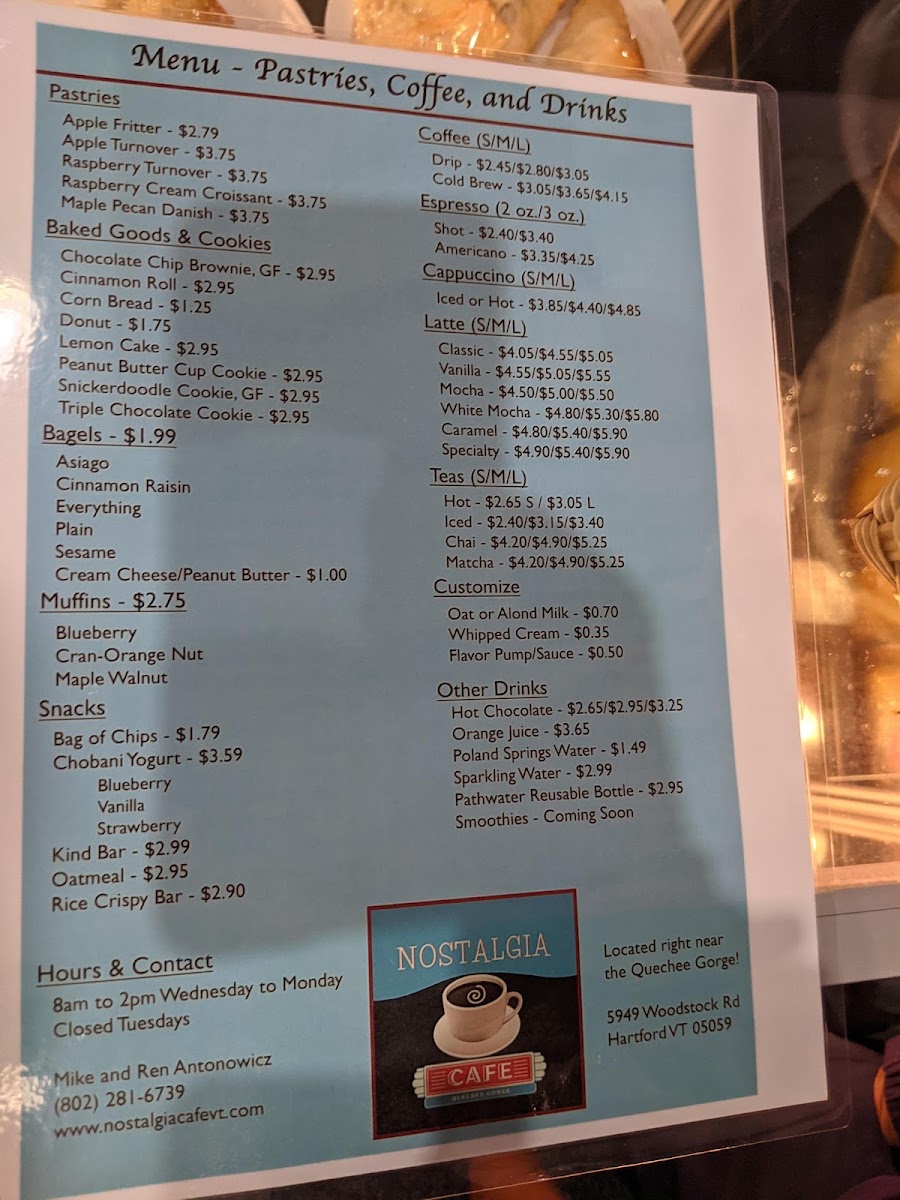 Menu - Pastries, Coffee, and Drinks
Pastries
Apple Fritter - $2.79
Apple Turnover - $3.75
Raspberry Turnover - $3.75
Raspberry Cream Croissant - $3.75
Maple Pecan Danish - $3.75
Baked Goods & Cookies
Chocolate Chip Brownie, GF - $2.95
Cinnamon Roll - $2.95
Corn Bread - $1.25
Donut - $1.75
Lemon Cake - $2.95
Peanut Butter Cup Cookie - $2.95
Snickerdoodle Cookie, GF - $2.95
Triple Chocolate Cookie - $2.95
Bagels - $1.99
Asiago
Cinnamon Raisin
Everything
Plain
Sesame
Cream Cheese/Peanut Butter - $1.00
Muffins - $2.75
Blueberry
Cran-Orange Nut
Maple Walnut
Snacks
Bag of Chips - $1.79
Chobani Yogurt - $3.59
Blueberry
Vanilla
Strawberry
Kind Bar - $2.99
Oatmeal - $2.95
Rice Crispy Bar - $2.90
Coffee (S/M/L)
Drip - $2.45/$2.80/$3.05
Cold Brew - $3.05/$3.65/$4.15
Espresso (2 oz./3 oz.)
Shot - $2.40/$3.40
Americano - $3.35/$4.25
Cappuccino (S/M/L)
Iced or Hot - $3.85/$4.40/$4.85
Latte (S/M/L)
Classic - $4.05/$4.55/$5.05
Vanilla - $4.55/$5.05/$5.55
Mocha - $4.50/$5.00/$5.50
White Mocha - $4.80/$5.30/$5.80
Caramel - $4.80/$5.40/$5.90
Specialty - $4.90/$5.40/$5.90
Teas (S/M/L)
Hot - $2.65 S / $3.05 L
Iced - $2.40/$3.15/$3.40
Chai - $4.20/$4.90/$5.25
Matcha - $4.20/$4.90/$5.25
Customize
Oat or Alond Milk - $0.70
Whipped Cream - $0.35
Flavor Pump/Sauce - $0.50
Other Drinks
Hot Chocolate - $2.65/$2.95/$3.25
Orange Juice - $3.65
Poland Springs Water - $1.49
Sparkling Water - $2.99
Pathwater Reusable Bottle - $2.95
Smoothies - Coming Soon
Hours & Contact
8am to 2pm Wednesday to Monday
Closed Tuesdays
Mike and Ren Antonowicz
(802) 281-6739
www.nostalgiacafevt.com
NOSTALGIA
CAFE
QUECHEE GORGE
Located right near
the Quechee Gorge!
5949 Woodstock Rd
Hartford VT 05059